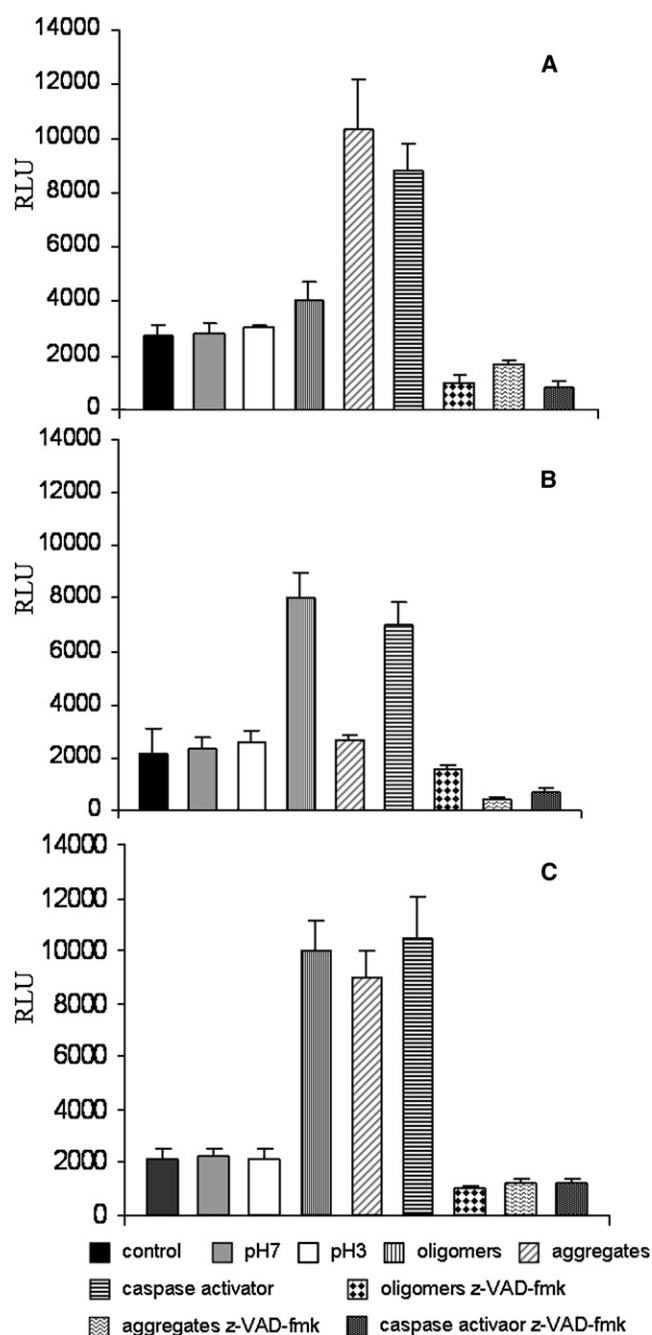 A
14000
12000
10000
8000
6000
4000
2000
0
RLU
B
14000
12000
10000
8000
6000
4000
2000
0
RLU
C
14000
12000
10000
8000
6000
4000
2000
0
RLU
control pH7 pH3 oligomers aggregates
caspase activator oligomers z-VAD-fmk
aggregates z-VAD-fmk caspase activaor z-VAD-fmk